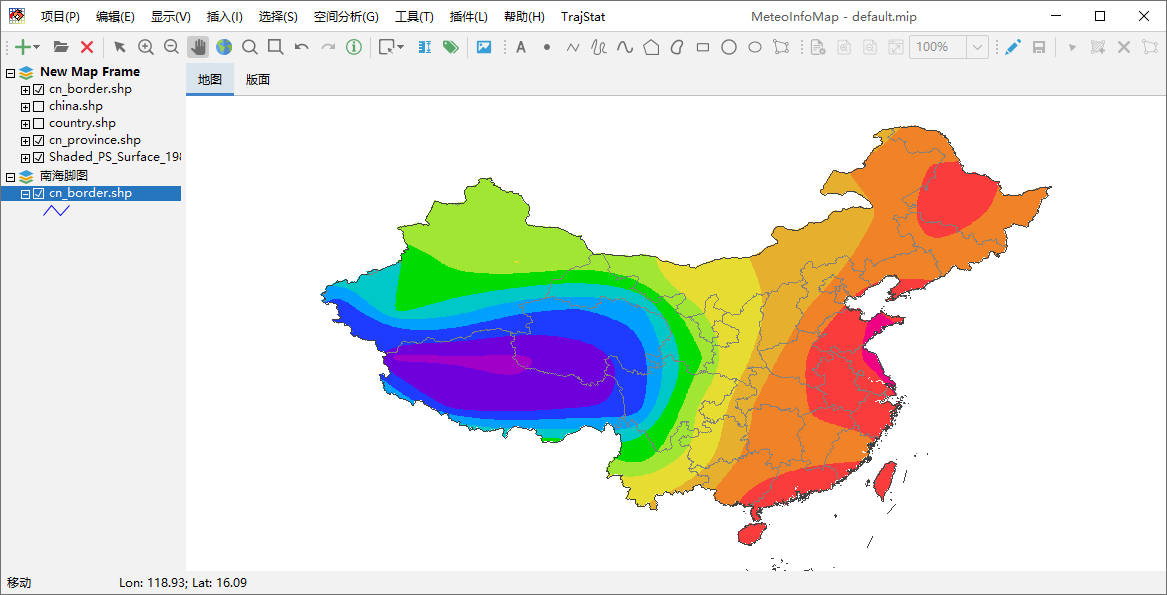 MeteoInfoMap - default.mip
项目(P) 编辑(E) 显示(V) 插入(I) 选择(S) 空间分析(G) 工具(T) 插件(L) 帮助(H) TrajStat
A 100%
地图 版面
New Map Frame
cn_border.shp
china.shp
country.shp
cn_province.shp
Shaded_PS_Surface_198
南海脚图
cn_border.shp
移动 Lon: 118.93; Lat: 16.09